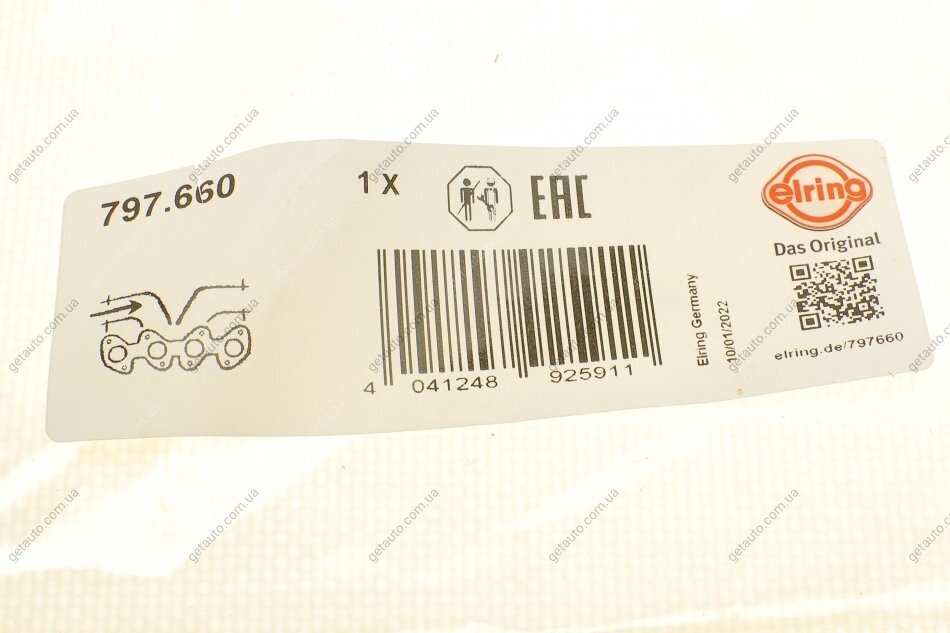 797.660
1 x
EAC
elring
Das Original
elring.de/797660
Elring Germany
10/01/2022
4 041248 925911
getauto.com.ua